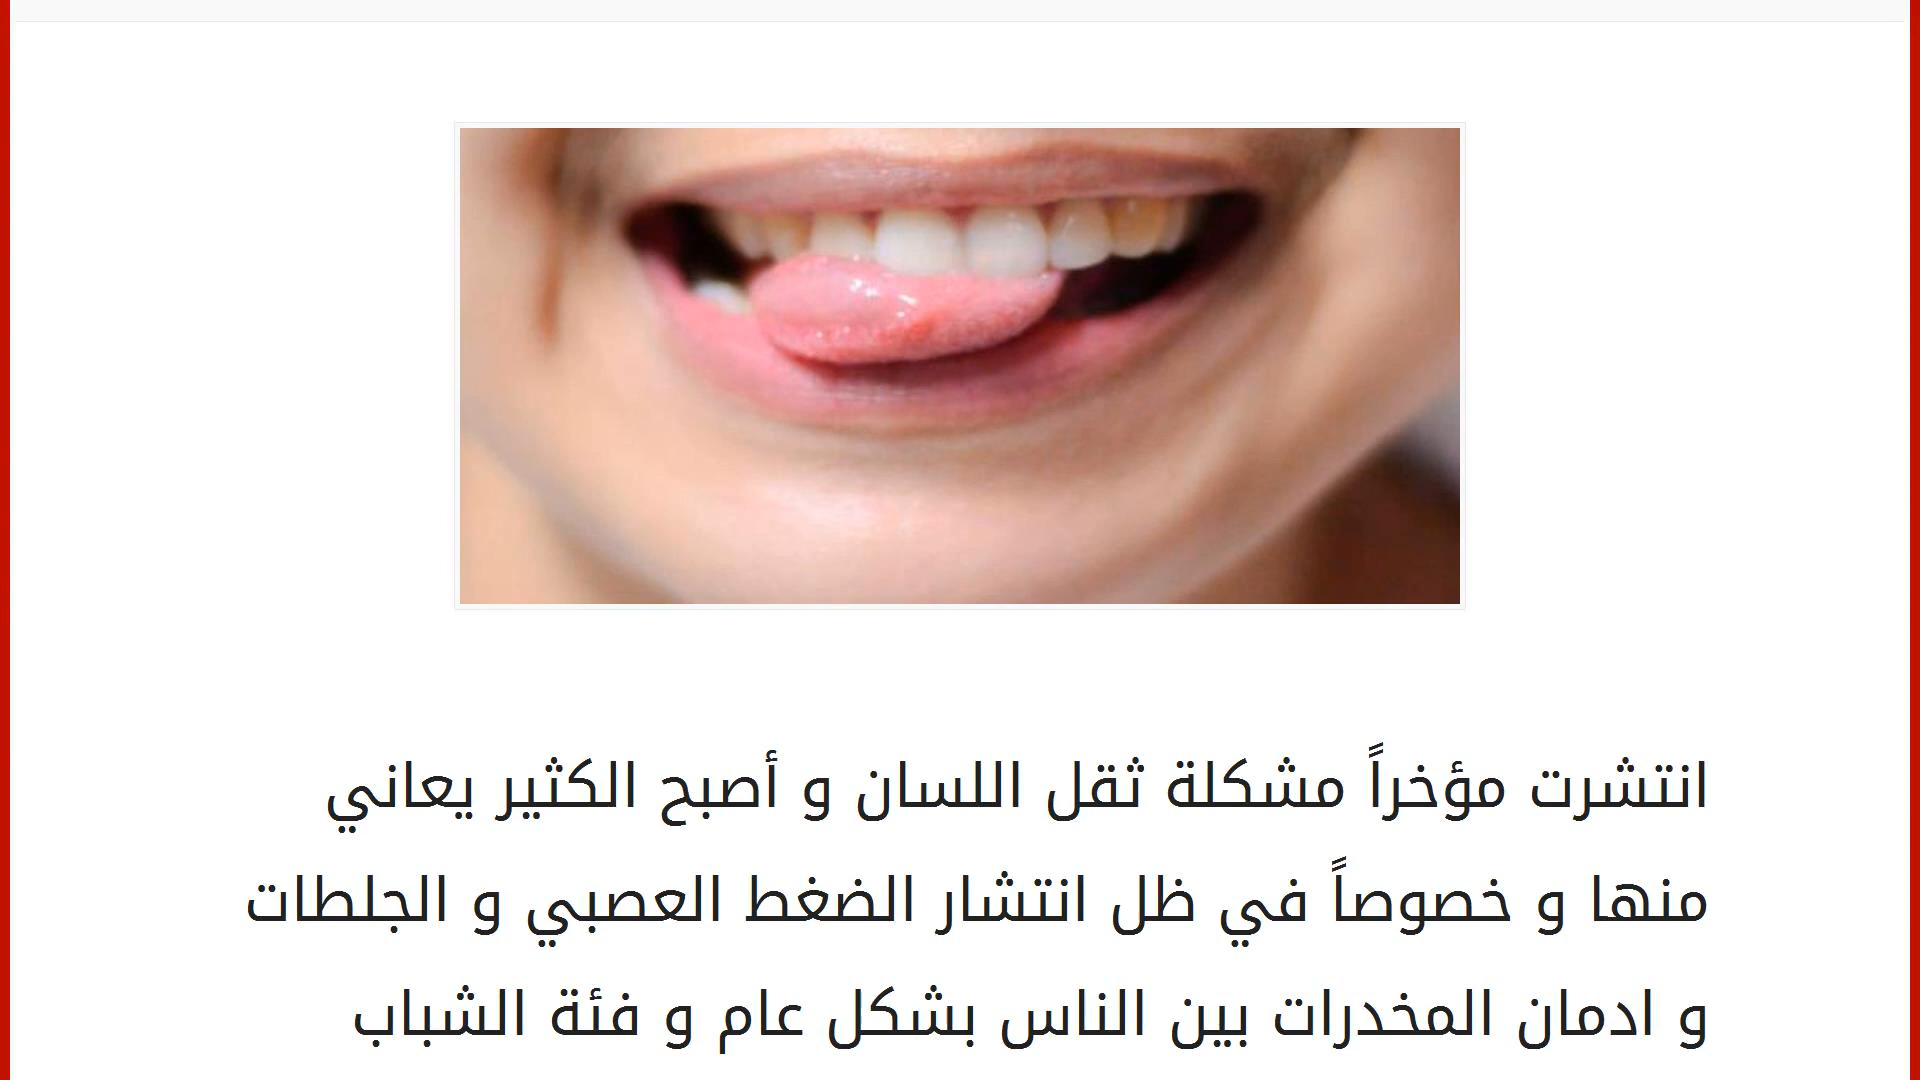 انتشرت مؤخراً مشكلة ثقل اللسان و أصبح الكثير يعاني
منها و خصوصاً في ظل انتشار الضغط العصبي و الجلطات
و ادمان المخدرات بين الناس بشكل عام و فئة الشباب